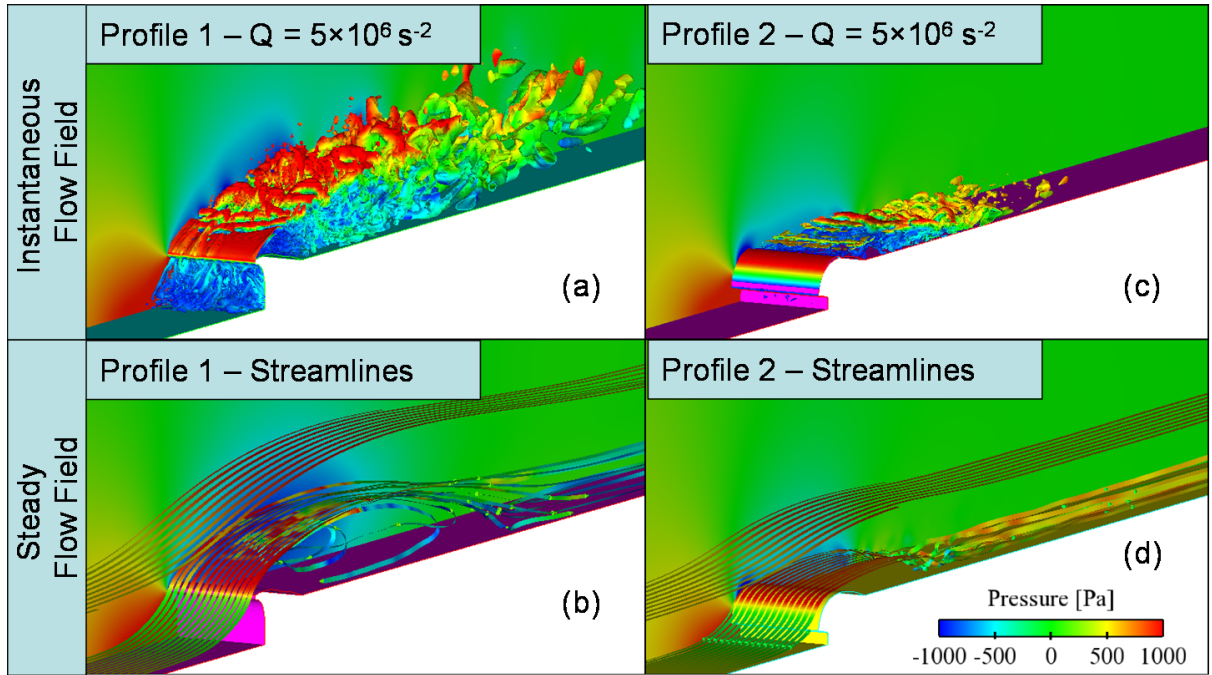 Instantaneous
Flow Field
Profile 1 – Q = 5×10⁶ s⁻²
(a)
Profile 2 – Q = 5×10⁶ s⁻²
(c)
Steady
Flow Field
Profile 1 – Streamlines
(b)
Profile 2 – Streamlines
(d)
Pressure [Pa]
-1000 -500 0 500 1000